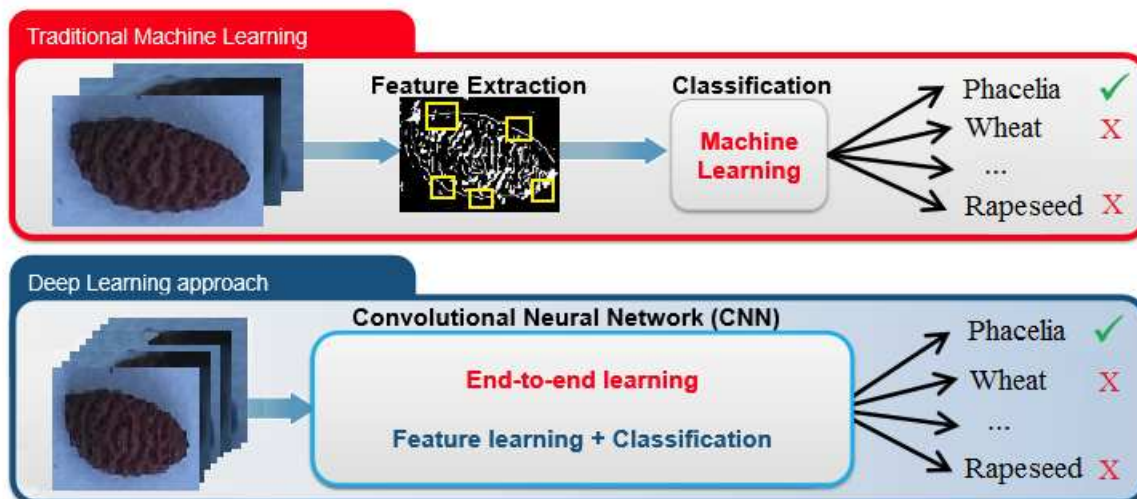 Traditional Machine Learning
Feature Extraction
Classification
Machine
Learning
Phacelia ✓
Wheat X
...
Rapeseed X
Deep Learning approach
Convolutional Neural Network (CNN)
End-to-end learning
Feature learning + Classification
Phacelia ✓
Wheat X
...
Rapeseed X